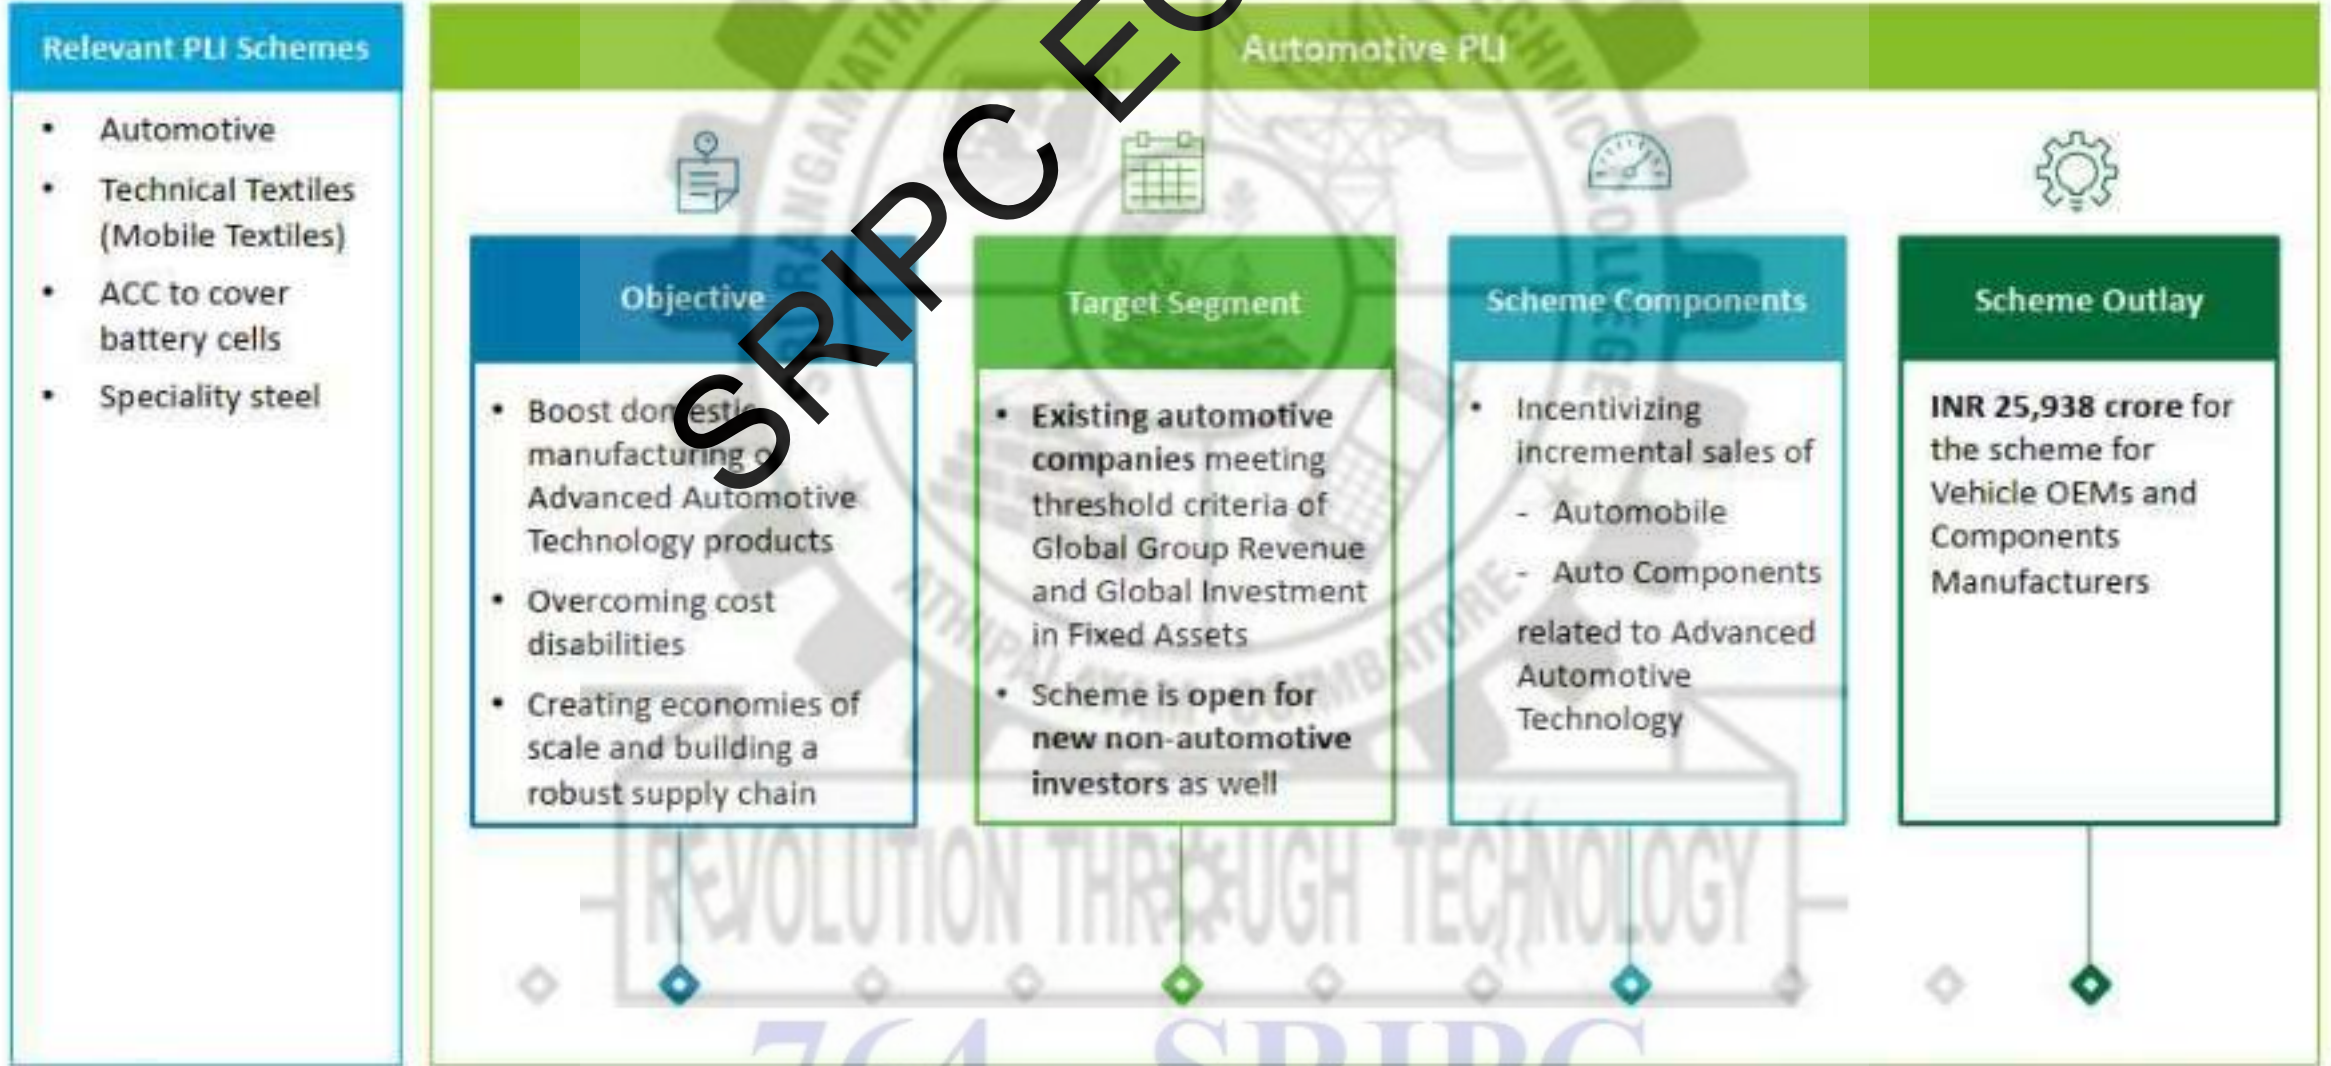 Relevant PLI Schemes
• Automotive
• Technical Textiles
(Mobile Textiles)
• ACC to cover
battery cells
• Speciality steel
Automotive PLI
Objective
• Boost domestic
manufacturing of
Advanced Automotive
Technology products
• Overcoming cost
disabilities
• Creating economies of
scale and building a
robust supply chain
Target Segment
• Existing automotive
companies meeting
threshold criteria of
Global Group Revenue
and Global Investment
in Fixed Assets
• Scheme is open for
new non-automotive
investors as well
Scheme Components
• Incentivizing
incremental sales of
- Automobile
- Auto Components
related to Advanced
Automotive
Technology
Scheme Outlay
INR 25,938 crore for
the scheme for
Vehicle OEMs and
Components
Manufacturers
SRIPC
REVOLUTION THROUGH TECHNOLOGY
764 SRIPC